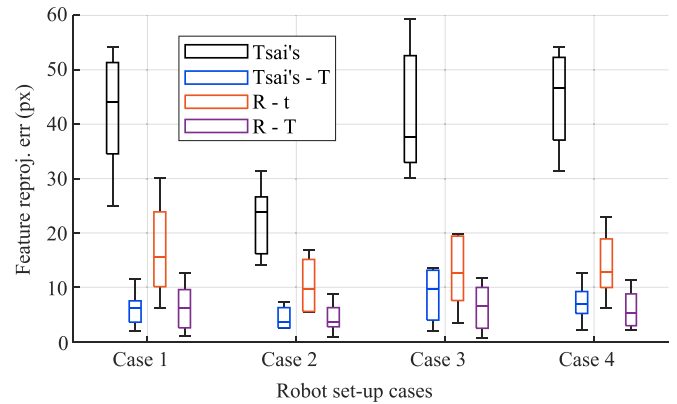 Feature reproj. err (px)
60
50
40
30
20
10
0
Tsai's
Tsai's - T
R - t
R - T
Case 1 Case 2 Case 3 Case 4
Robot set-up cases